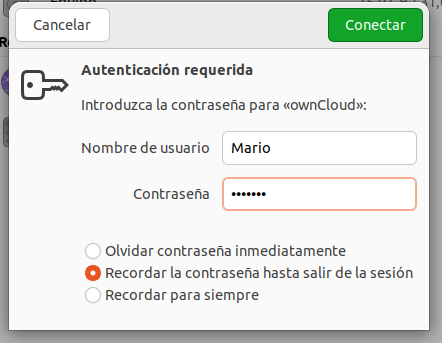 Cancelar
Conectar
Autenticación requerida
Introduzca la contraseña para «ownCloud»:
Nombre de usuario Mario
Contraseña •••••••
Olvidar contraseña inmediatamente
Recordar la contraseña hasta salir de la sesión
Recordar para siempre